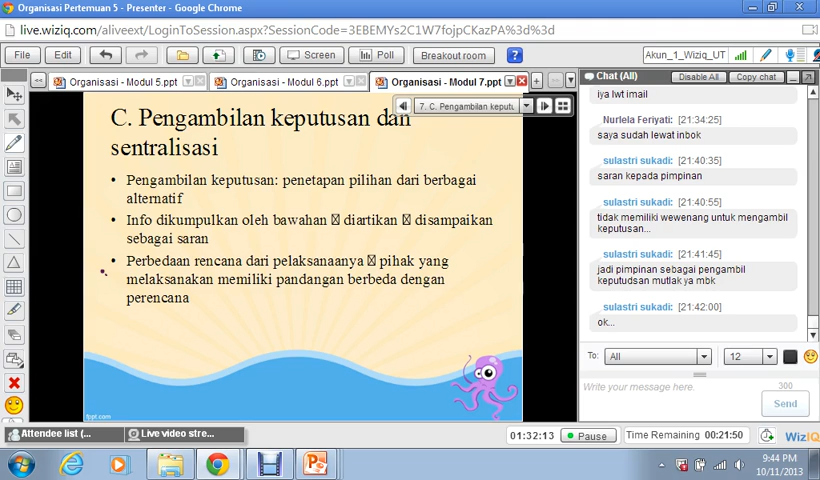 Organisasi Pertemuan 5 - Presenter - Google Chrome
live.wiziq.com/aliveext/LoginToSession.aspx?SessionCode=3EBEMYs2C1W7fojpCKazPA%3d%3d
File
Edit
Screen
Poll
Breakout room
?
Akun_1_Wiziq_UT
Organisasi - Modul 5.ppt
Organisasi - Modul 6.ppt
Organisasi - Modul 7.ppt
7. C. Pengambilan keputu
C. Pengambilan keputusan dan
sentralisasi
• Pengambilan keputusan: penetapan pilihan dari berbagai
alternatif
• Info dikumpulkan oleh bawahan diartikan disampaikan
sebagai saran
• Perbedaan rencana dari pelaksanaanya pihak yang
melaksanakan memiliki pandangan berbeda dengan
perencana
fppt.com
Chat (All)
Disable All
Copy chat
iya lwt imail
Nurlela Feriyati: [21:34:25]
saya sudah lewat inbok
sulastri sukadi: [21:40:35]
saran kepada pimpinan
sulastri sukadi: [21:40:55]
tidak memiliki wewenang untuk mengambil
keputusan...
sulastri sukadi: [21:41:45]
jadi pimpinan sebagai pengambil
keputudsan mutlak ya mbk
sulastri sukadi: [21:42:00]
ok...
To:
All
12
Write your message here.
300
Send
Attendee list (...
Live video stre...
01:32:13
Pause
Time Remaining 00:21:50
WizIQ
9:44 PM
10/11/2013